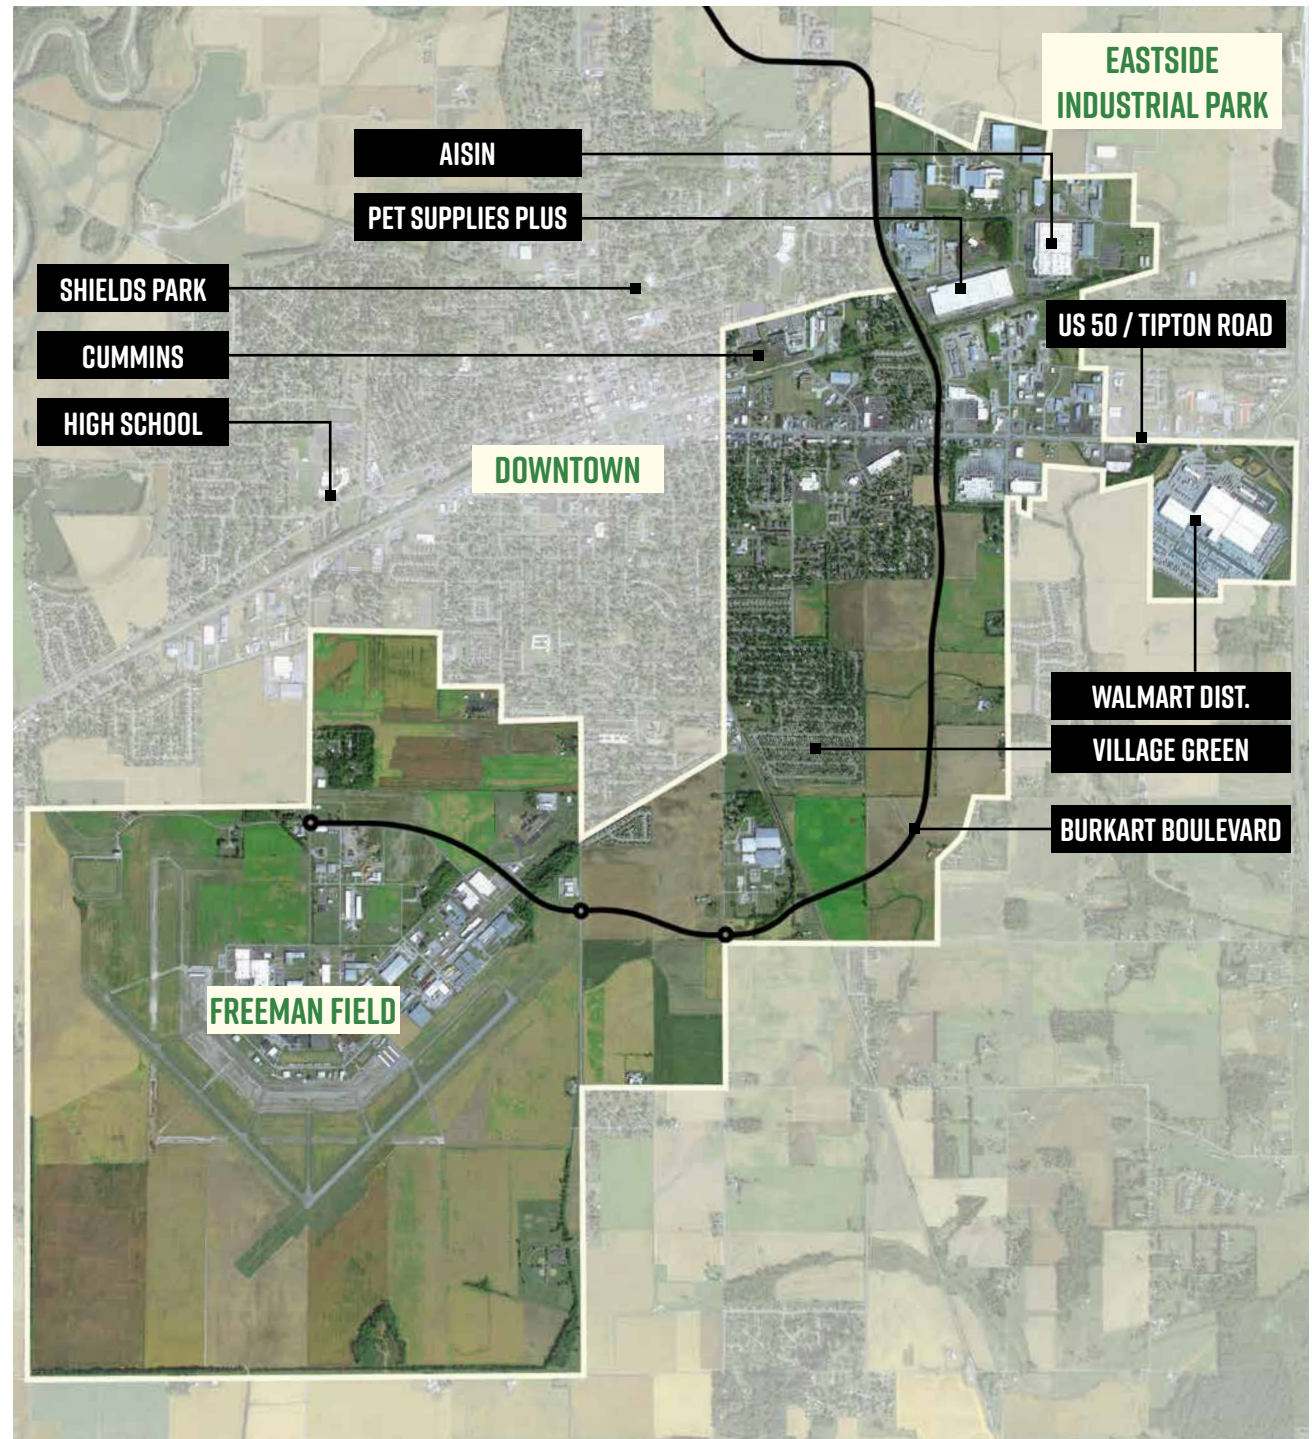 EASTSIDE
INDUSTRIAL PARK
AISIN
PET SUPPLIES PLUS
SHIELDS PARK
US 50 / TIPTON ROAD
CUMMINS
HIGH SCHOOL
DOWNTOWN
WALMART DIST.
VILLAGE GREEN
BURKART BOULEVARD
FREEMAN FIELD